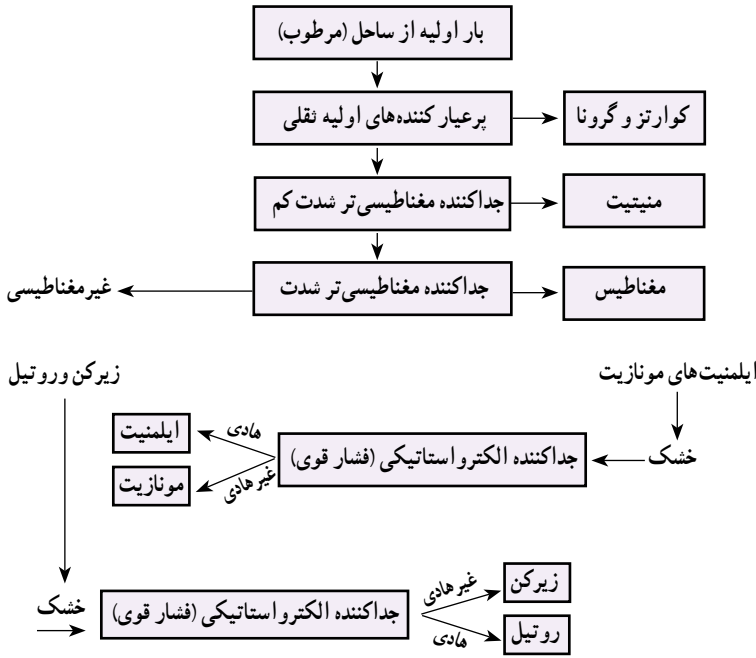 بار اولیه از ساحل (مرطوب)
پرعیار کننده‌های اولیه ثقلی
کوارتز و گرونا
جداکننده مغناطیسی‌تر شدت کم
منیتیت
جداکننده مغناطیسی‌تر شدت
مغناطیس
غیرمغناطیسی
ایلمنیت‌های مونازیت
زیرکن وروتیل
خشک
جداکننده الکترواستاتیکی (فشار قوی)
هادی
ایلمنیت
غیرهادی
مونازیت
خشک
جداکننده الکترواستاتیکی (فشار قوی)
غیرهادی
زیرکن
هادی
روتیل